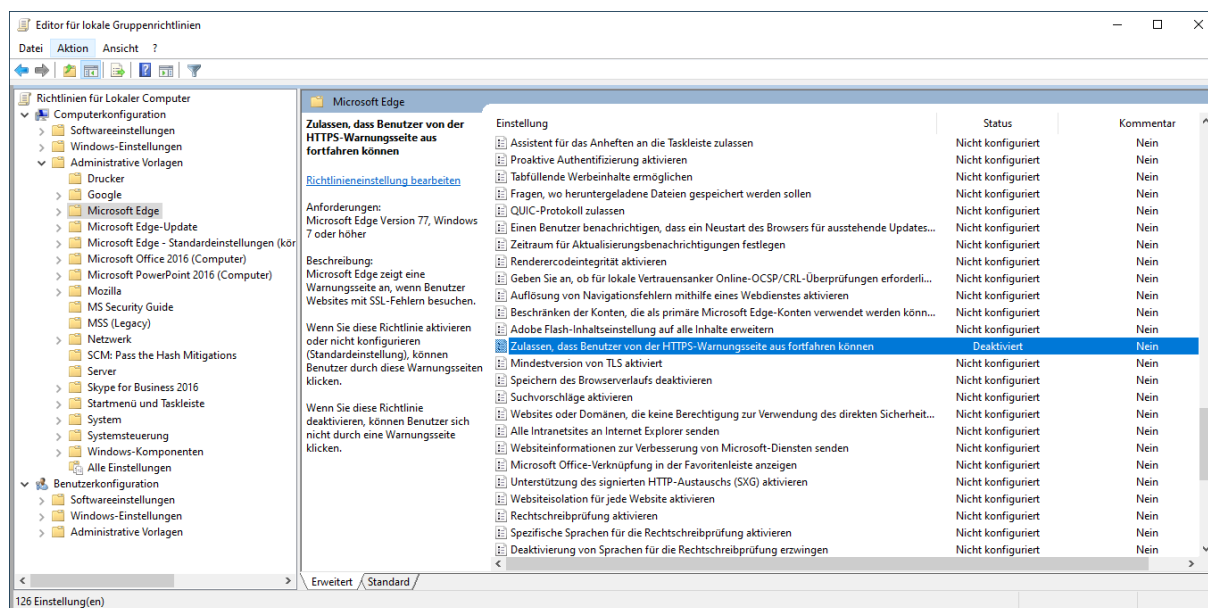 Editor für lokale Gruppenrichtlinien
Datei Aktion Ansicht ?
Richtlinien für Lokaler Computer
Computerkonfiguration
Softwareeinstellungen
Windows-Einstellungen
Administrative Vorlagen
Drucker
Google
Microsoft Edge
Microsoft Edge-Update
Microsoft Edge - Standardeinstellungen (kör
Microsoft Office 2016 (Computer)
Microsoft PowerPoint 2016 (Computer)
Mozilla
MS Security Guide
MSS (Legacy)
Netzwerk
SCM: Pass the Hash Mitigations
Server
Skype for Business 2016
Startmenü und Taskleiste
System
Systemsteuerung
Windows-Komponenten
Alle Einstellungen
Benutzerkonfiguration
Softwareeinstellungen
Windows-Einstellungen
Administrative Vorlagen
Microsoft Edge
Zulassen, dass Benutzer von der
HTTPS-Warnungsseite aus
fortfahren können
Richtlinieneinstellung bearbeiten
Anforderungen:
Microsoft Edge Version 77, Windows
7 oder höher
Beschreibung:
Microsoft Edge zeigt eine
Warnungsseite an, wenn Benutzer
Websites mit SSL-Fehlern besuchen.
Wenn Sie diese Richtlinie aktivieren
oder nicht konfigurieren
(Standardeinstellung), können
Benutzer durch diese Warnungsseiten
klicken.
Wenn Sie diese Richtlinie
deaktivieren, können Benutzer sich
nicht durch eine Warnungsseite
klicken.
Einstellung Status Kommentar
Assistent für das Anheften an die Taskleiste zulassen Nicht konfiguriert Nein
Proaktive Authentifizierung aktivieren Nicht konfiguriert Nein
Tabfüllende Werbeinhalte ermöglichen Nicht konfiguriert Nein
Fragen, wo heruntergeladene Dateien gespeichert werden sollen Nicht konfiguriert Nein
QUIC-Protokoll zulassen Nicht konfiguriert Nein
Einen Benutzer benachrichtigen, dass ein Neustart des Browsers für ausstehende Updates... Nicht konfiguriert Nein
Zeitraum für Aktualisierungsbenachrichtigungen festlegen Nicht konfiguriert Nein
Renderercodeintegrität aktivieren Nicht konfiguriert Nein
Geben Sie an, ob für lokale Vertrauensanker Online-OCSP/CRL-Überprüfungen erforderli... Nicht konfiguriert Nein
Auflösung von Navigationsfehlern mithilfe eines Webdienstes aktivieren Nicht konfiguriert Nein
Beschränken der Konten, die als primäre Microsoft Edge-Konten verwendet werden könn... Nicht konfiguriert Nein
Adobe Flash-Inhaltseinstellung auf alle Inhalte erweitern Nicht konfiguriert Nein
Zulassen, dass Benutzer von der HTTPS-Warnungsseite aus fortfahren können Deaktiviert Nein
Mindestversion von TLS aktiviert Nicht konfiguriert Nein
Speichern des Browserverlaufs deaktivieren Nicht konfiguriert Nein
Suchvorschläge aktivieren Nicht konfiguriert Nein
Websites oder Domänen, die keine Berechtigung zur Verwendung des direkten Sicherheit... Nicht konfiguriert Nein
Alle Intranetsites an Internet Explorer senden Nicht konfiguriert Nein
Websiteinformationen zur Verbesserung von Microsoft-Diensten senden Nicht konfiguriert Nein
Microsoft Office-Verknüpfung in der Favoritenleiste anzeigen Nicht konfiguriert Nein
Unterstützung des signierten HTTP-Austauschs (SXG) aktivieren Nicht konfiguriert Nein
Websiteisolation für jede Website aktivieren Nicht konfiguriert Nein
Rechtschreibprüfung aktivieren Nicht konfiguriert Nein
Spezifische Sprachen für die Rechtschreibprüfung aktivieren Nicht konfiguriert Nein
Deaktivierung von Sprachen für die Rechtschreibprüfung erzwingen Nicht konfiguriert Nein
Erweitert Standard
126 Einstellung(en)